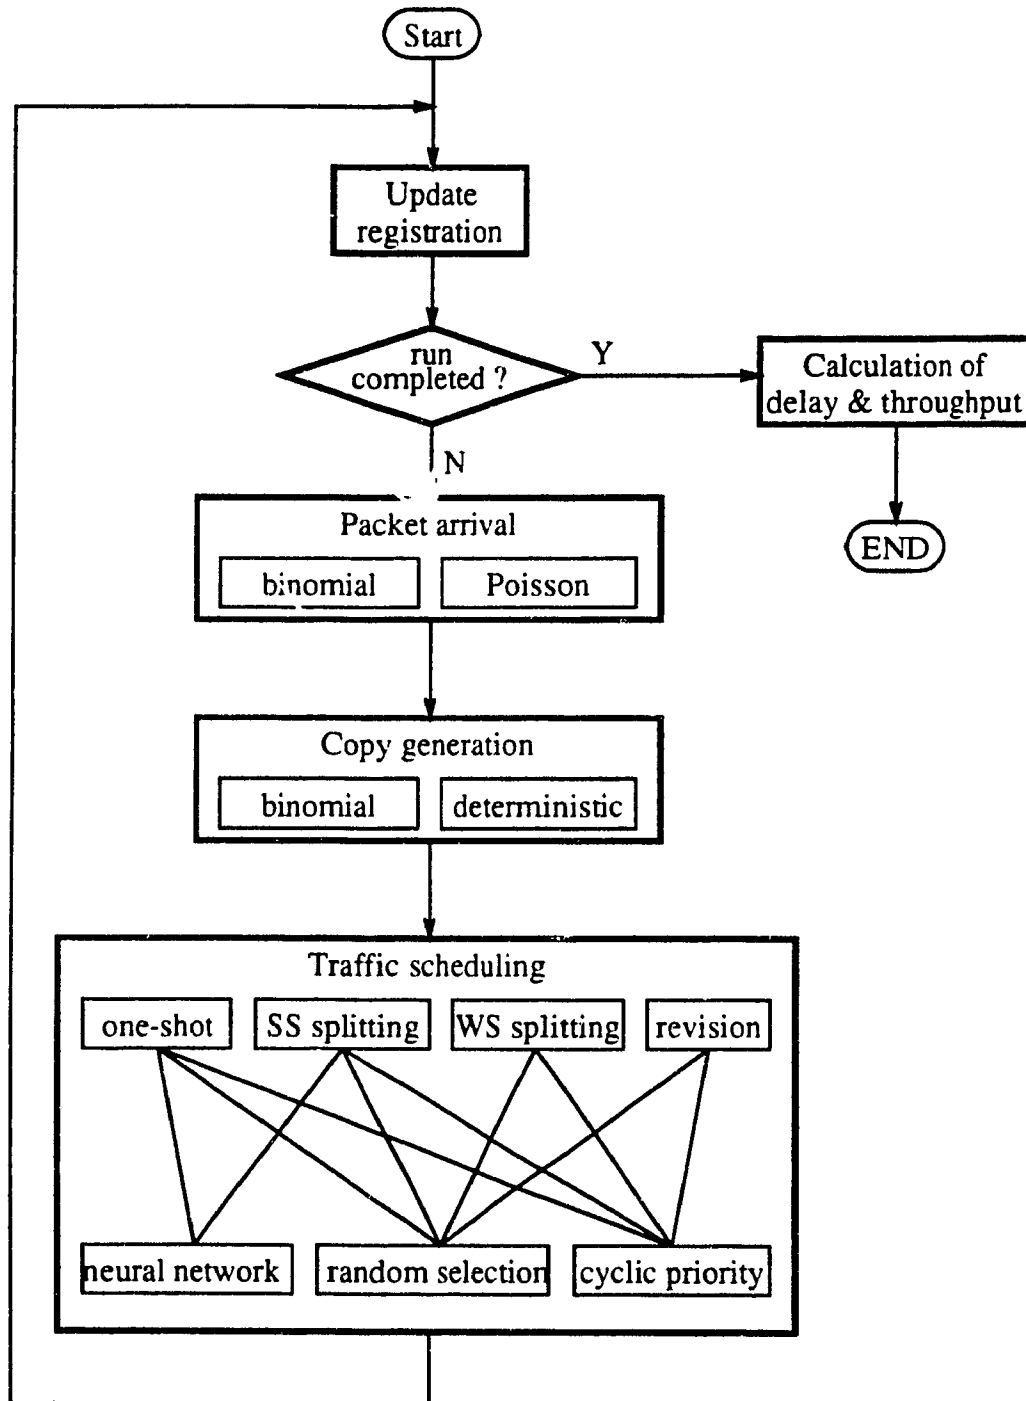 Start
Update
registration
run
completed ?
Y
Calculation of
delay & throughput
N
END
Packet arrival
binomial
Poisson
Copy generation
binomial
deterministic
Traffic scheduling
one-shot
SS splitting
WS splitting
revision
neural network
random selection
cyclic priority